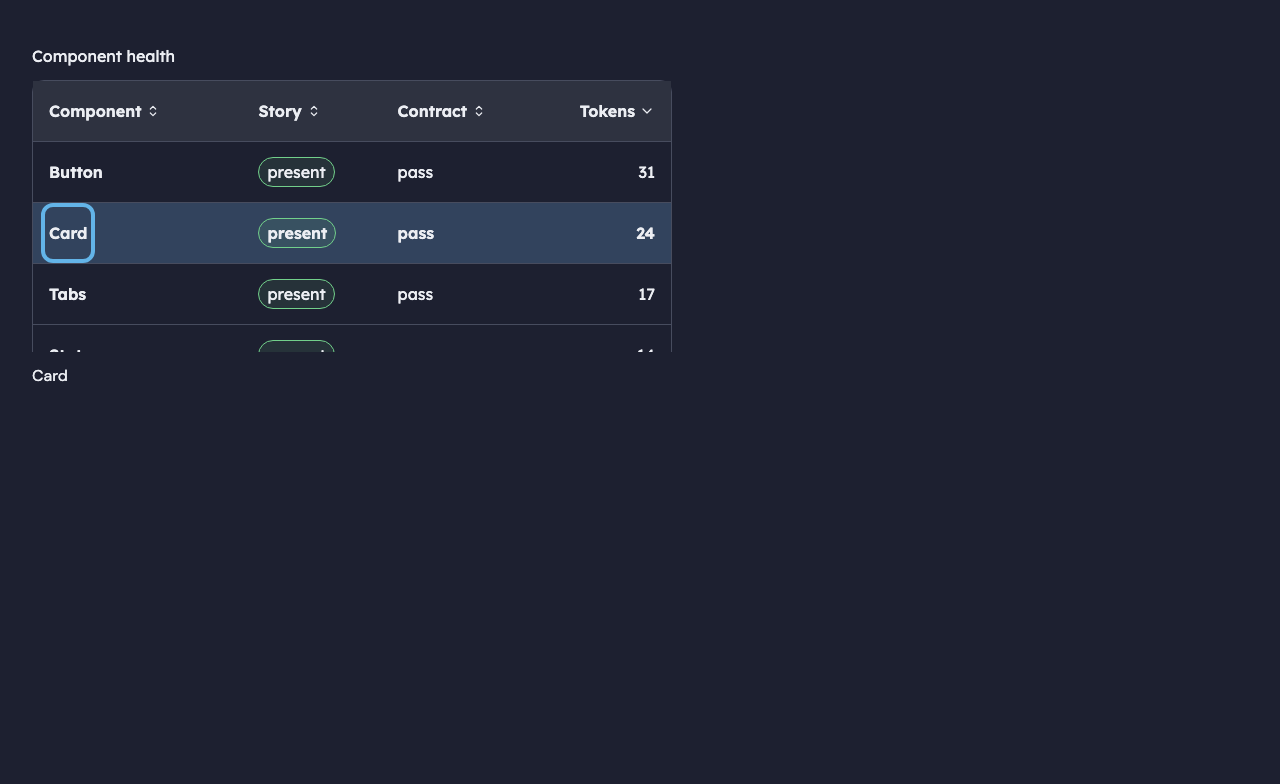 Component health
Component Story Contract Tokens
Button present pass 31
Card present pass 24
Tabs present pass 17
Card